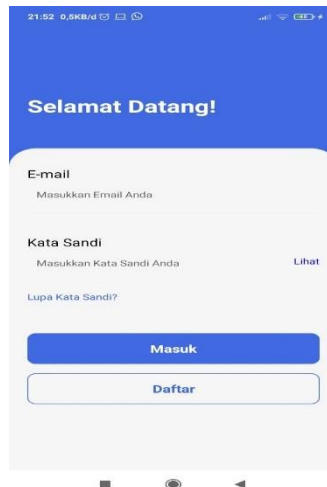 21:52 0,5KB/d
Selamat Datang!
E-mail
Masukkan Email Anda
Kata Sandi
Masukkan Kata Sandi Anda Lihat
Lupa Kata Sandi?
Masuk
Daftar